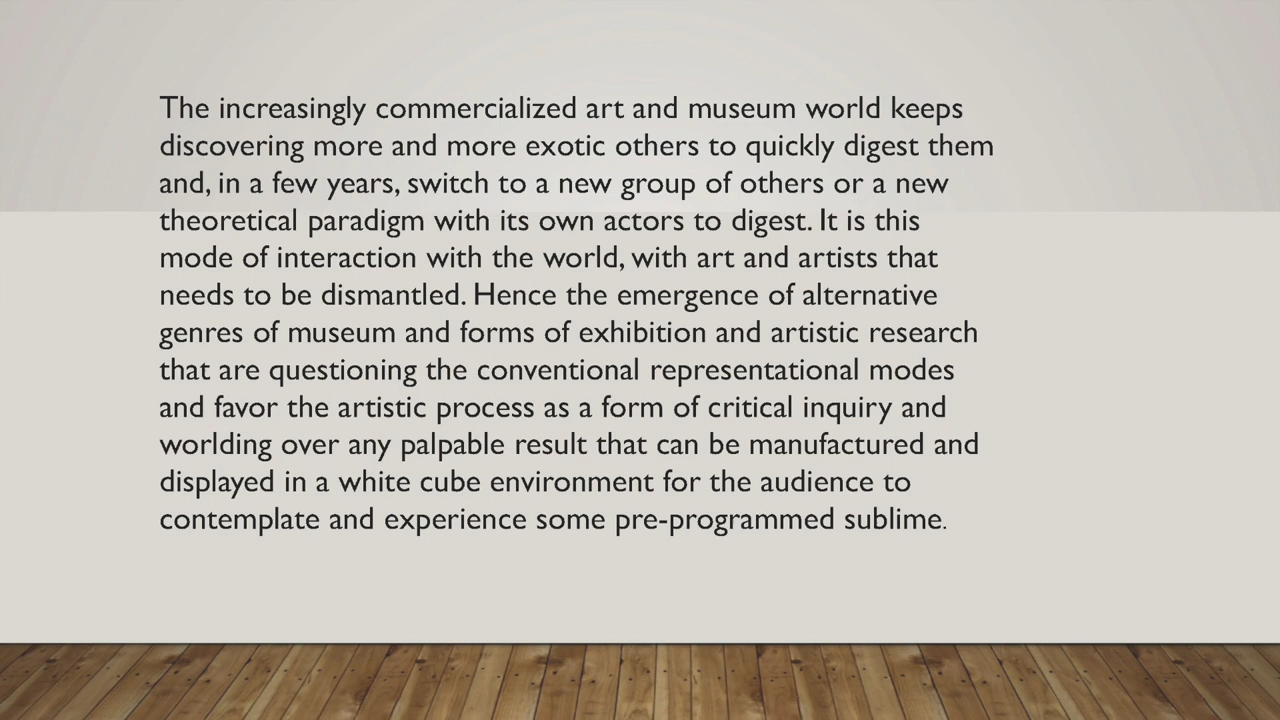 The increasingly commercialized art and museum world keeps
discovering more and more exotic others to quickly digest them
and, in a few years, switch to a new group of others or a new
theoretical paradigm with its own actors to digest. It is this
mode of interaction with the world, with art and artists that
needs to be dismantled. Hence the emergence of alternative
genres of museum and forms of exhibition and artistic research
that are questioning the conventional representational modes
and favor the artistic process as a form of critical inquiry and
worlding over any palpable result that can be manufactured and
displayed in a white cube environment for the audience to
contemplate and experience some pre-programmed sublime.